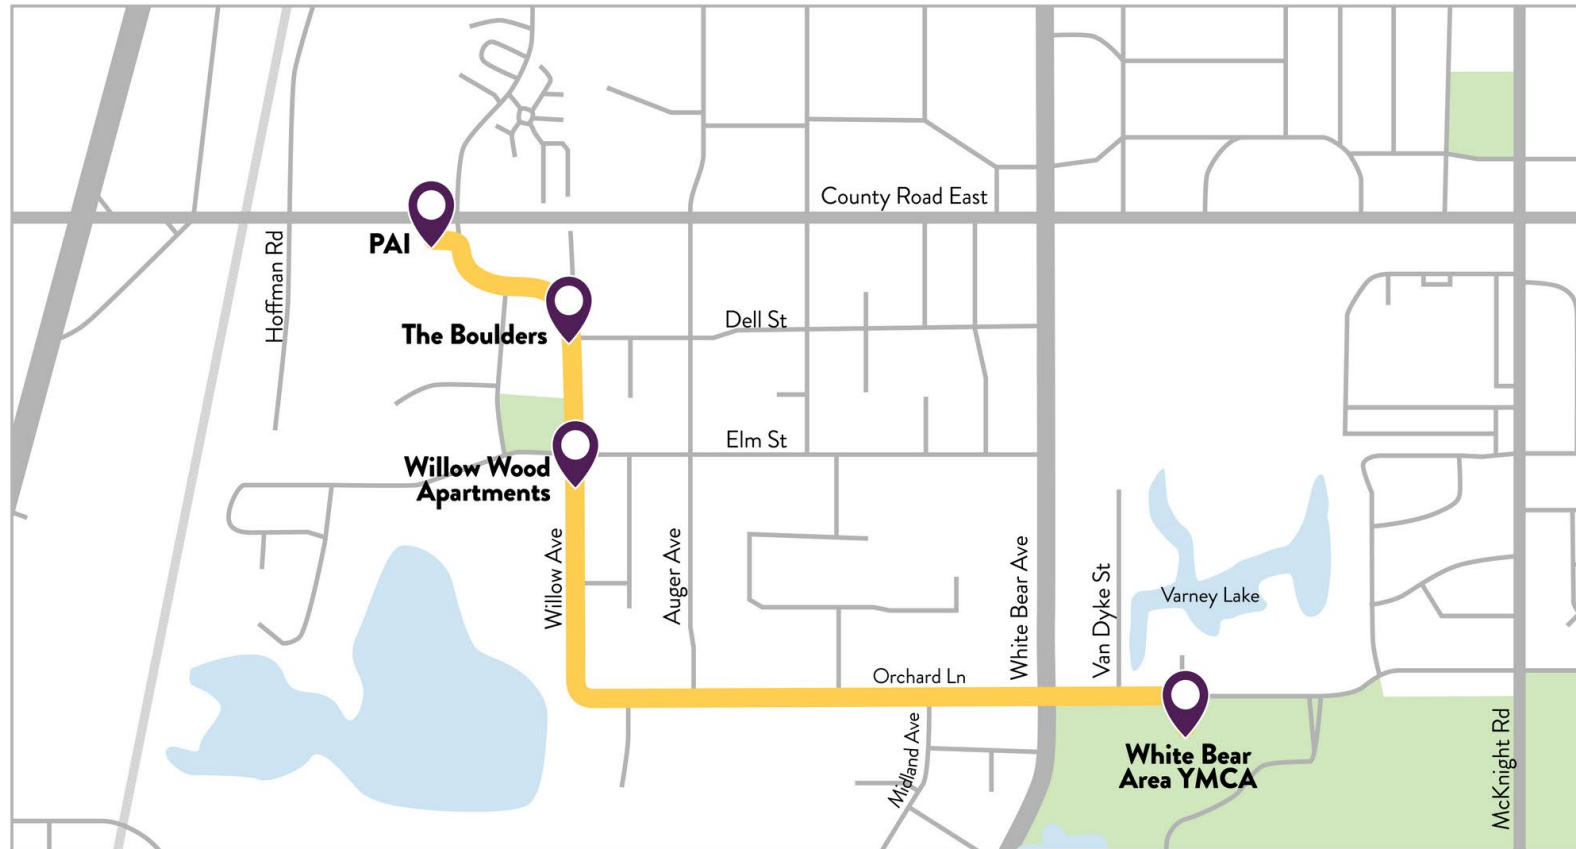 County Road East
PAI
Hoffman Rd
The Boulders
Dell St
Elm St
Willow Wood
Apartments
Willow Ave
Auger Ave
White Bear Ave
Van Dyke St
Varney Lake
Orchard Ln
Midland Ave
White Bear
Area YMCA
McKnight Rd